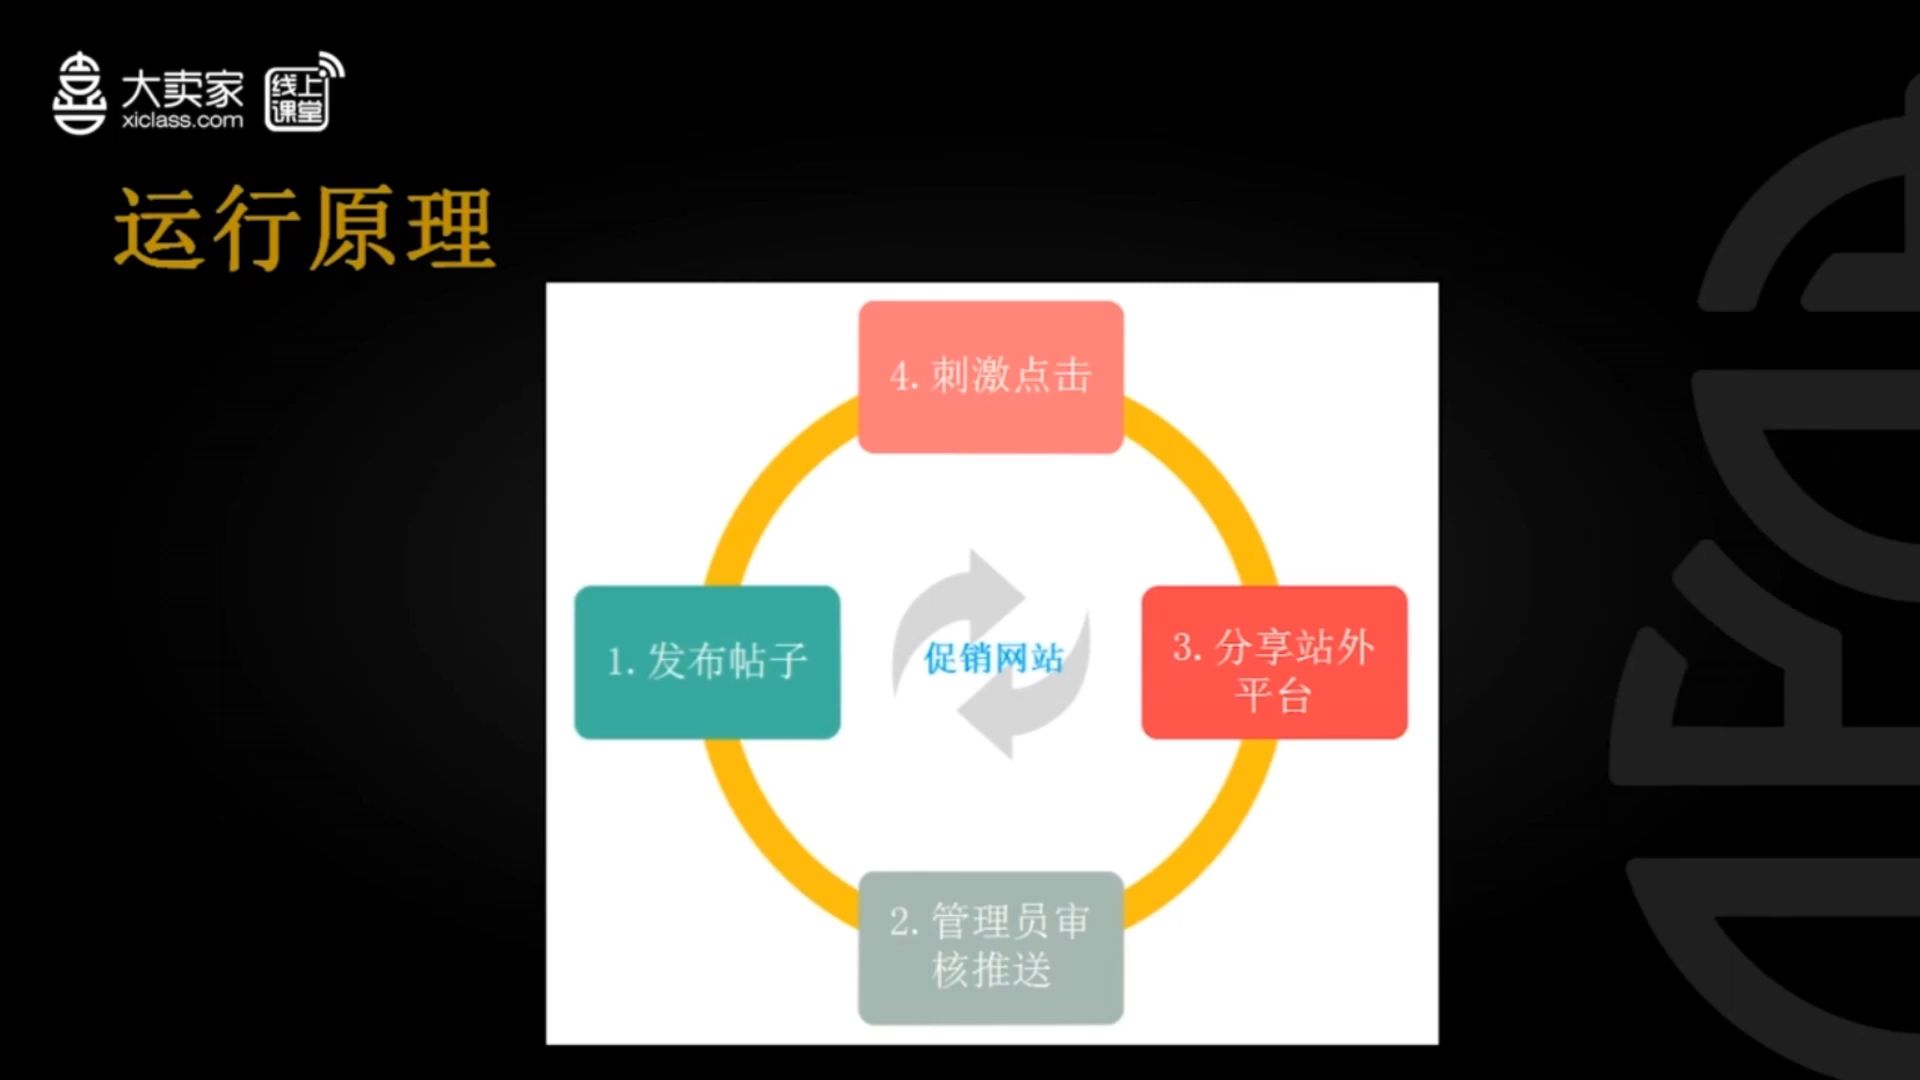 大卖家
xiclass.com
线上
课堂
运行原理
4. 刺激点击
1. 发布帖子
促销网站
3. 分享站外
平台
2. 管理员审
核推送